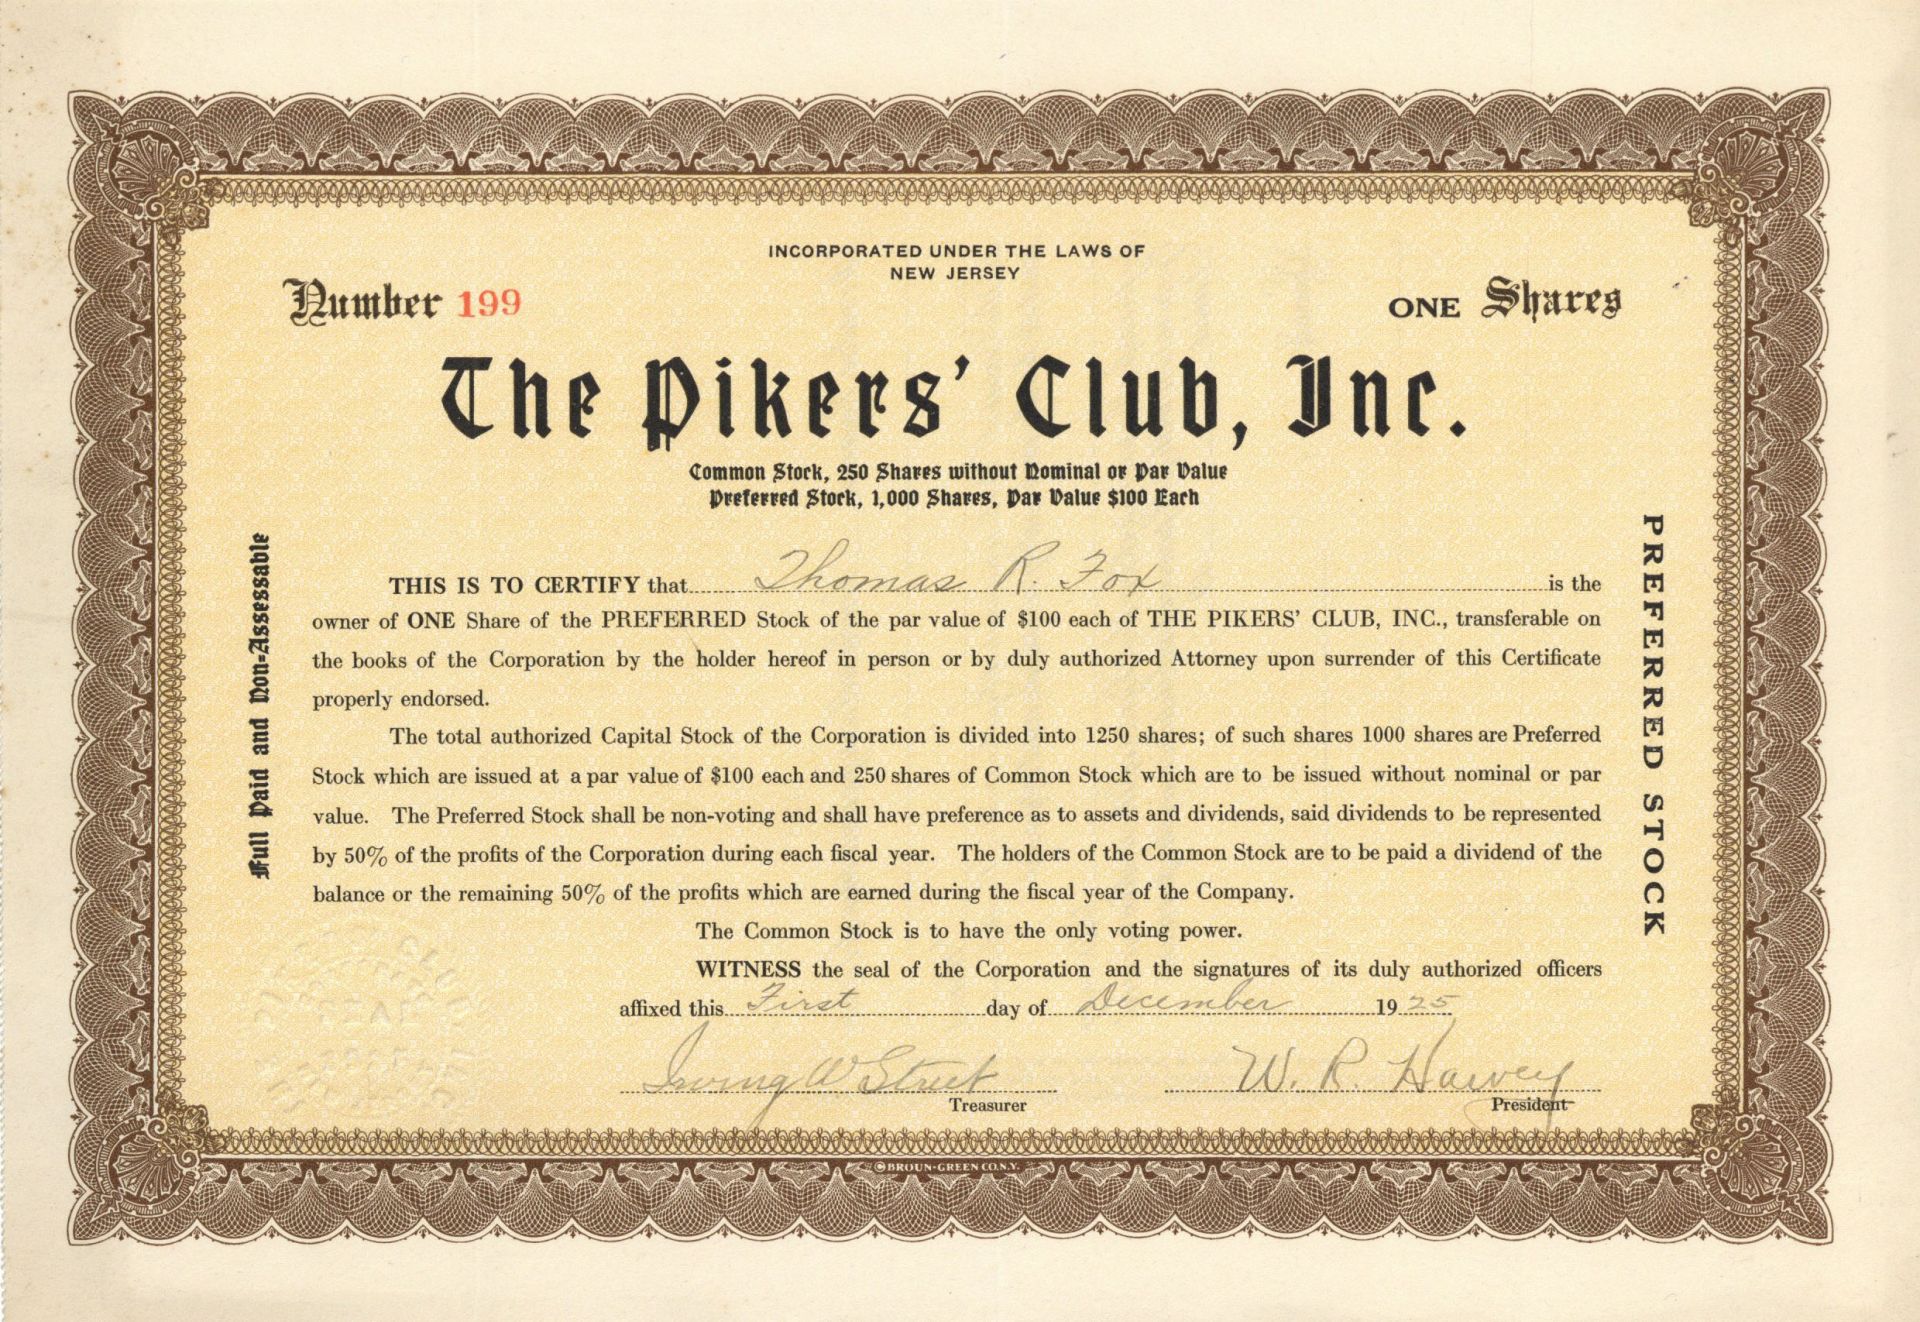 INCORPORATED UNDER THE LAWS OF
NEW JERSEY
Number 199
ONE Shares
The Pikers' Club, Inc.
Common Stock, 250 Shares without Nominal or Par Value
Preferred Stock, 1,000 Shares, Par Value $100 Each
Full Paid and Non-Assessable
PREFERRED STOCK
THIS IS TO CERTIFY that Thomas R. Fox is the
owner of ONE Share of the PREFERRED Stock of the par value of $100 each of THE PIKERS' CLUB, INC., transferable on
the books of the Corporation by the holder hereof in person or by duly authorized Attorney upon surrender of this Certificate
properly endorsed.
The total authorized Capital Stock of the Corporation is divided into 1250 shares; of such shares 1000 shares are Preferred
Stock which are issued at a par value of $100 each and 250 shares of Common Stock which are to be issued without nominal or par
value. The Preferred Stock shall be non-voting and shall have preference as to assets and dividends, said dividends to be represented
by 50% of the profits of the Corporation during each fiscal year. The holders of the Common Stock are to be paid a dividend of the
balance or the remaining 50% of the profits which are earned during the fiscal year of the Company.
The Common Stock is to have the only voting power.
WITNESS the seal of the Corporation and the signatures of its duly authorized officers
affixed this First day of December 1925
Irving W Street
W. R. Harvey
Treasurer
President
© BROUN-GREEN CO. N.Y.
SEAL